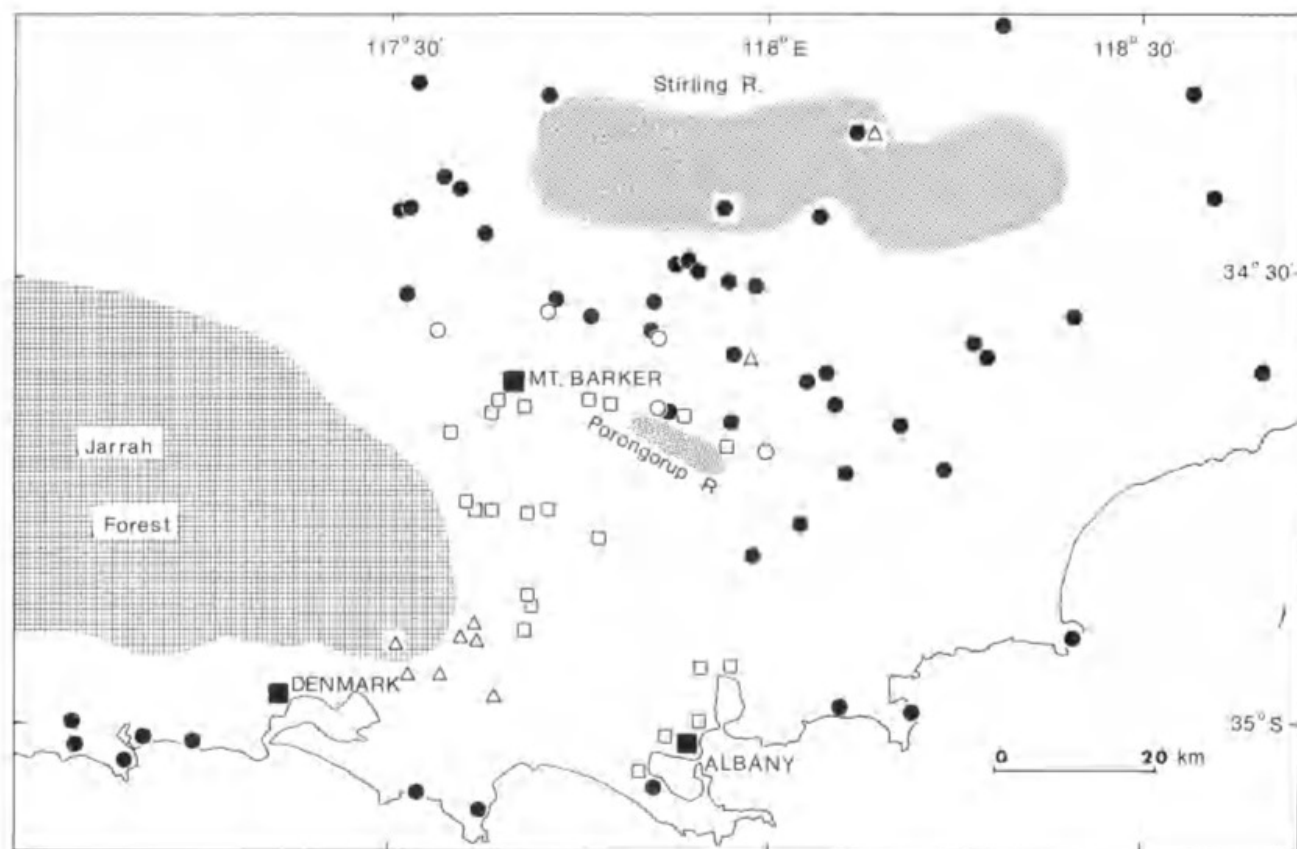 117°30'
118°E
118°30'
Stirling R.
34°30'
MT. BARKER
Porongorup R
Jarrah
Forest
DENMARK
35°S
ALBANY
0 20 km